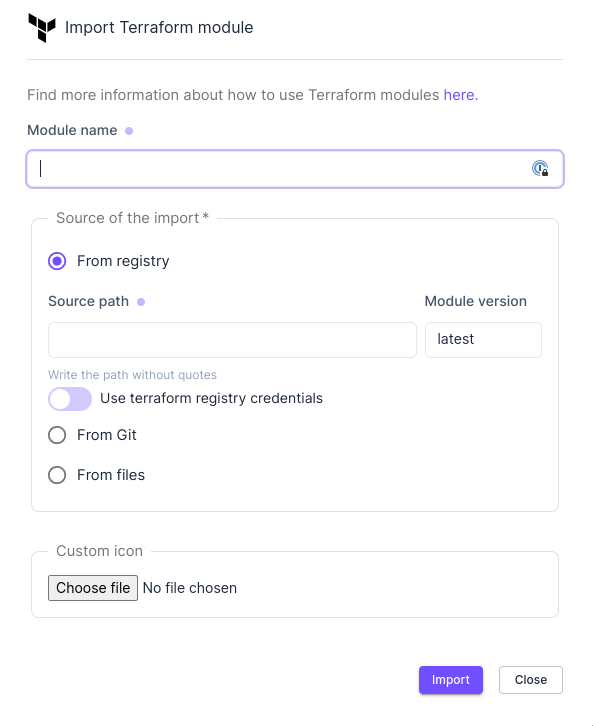 Import Terraform module
Find more information about how to use Terraform modules here.
Module name
Source of the import *
From registry
Source path
Module version
latest
Write the path without quotes
Use terraform registry credentials
From Git
From files
Custom icon
Choose file No file chosen
Import Close